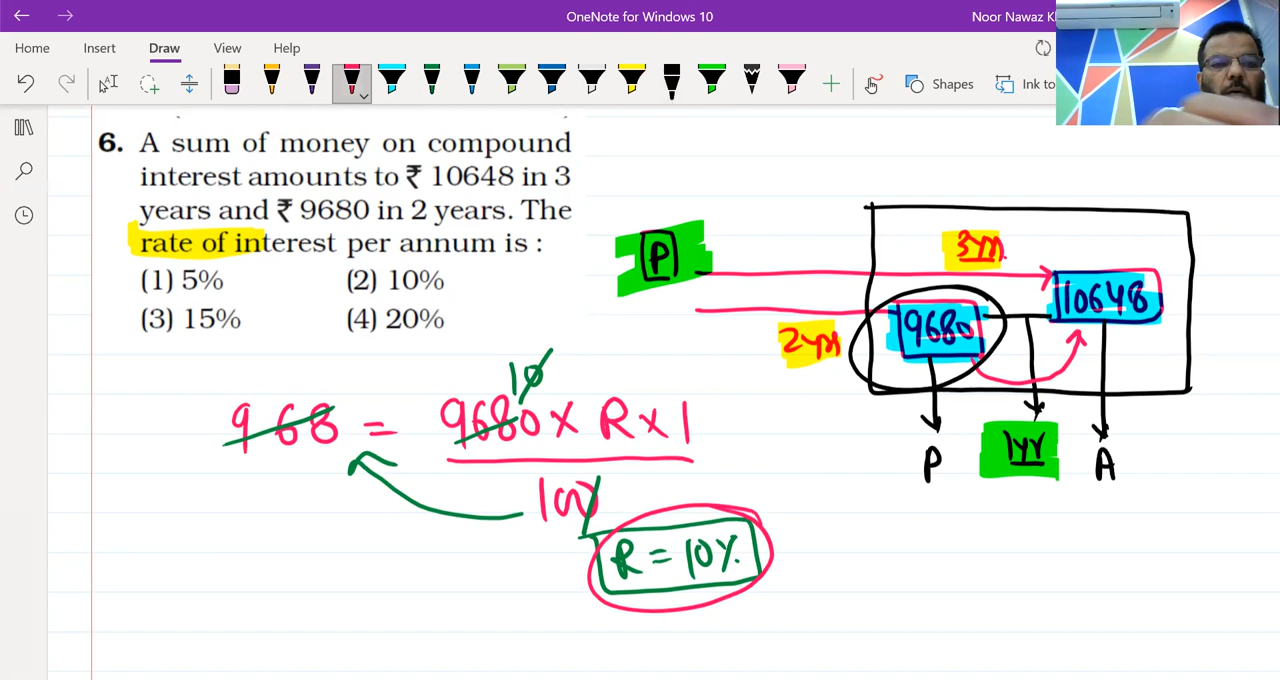 OneNote for Windows 10
Noor Nawaz K
Home Insert Draw View Help
Shapes Ink to
6. A sum of money on compound
interest amounts to ₹ 10648 in 3
years and ₹ 9680 in 2 years. The
rate of interest per annum is :
(1) 5% (2) 10%
(3) 15% (4) 20%
P
3yrs.
10648
9680
2yrs
P
1yr
A
10
968 = 9680 x R x 1
100
R = 10%